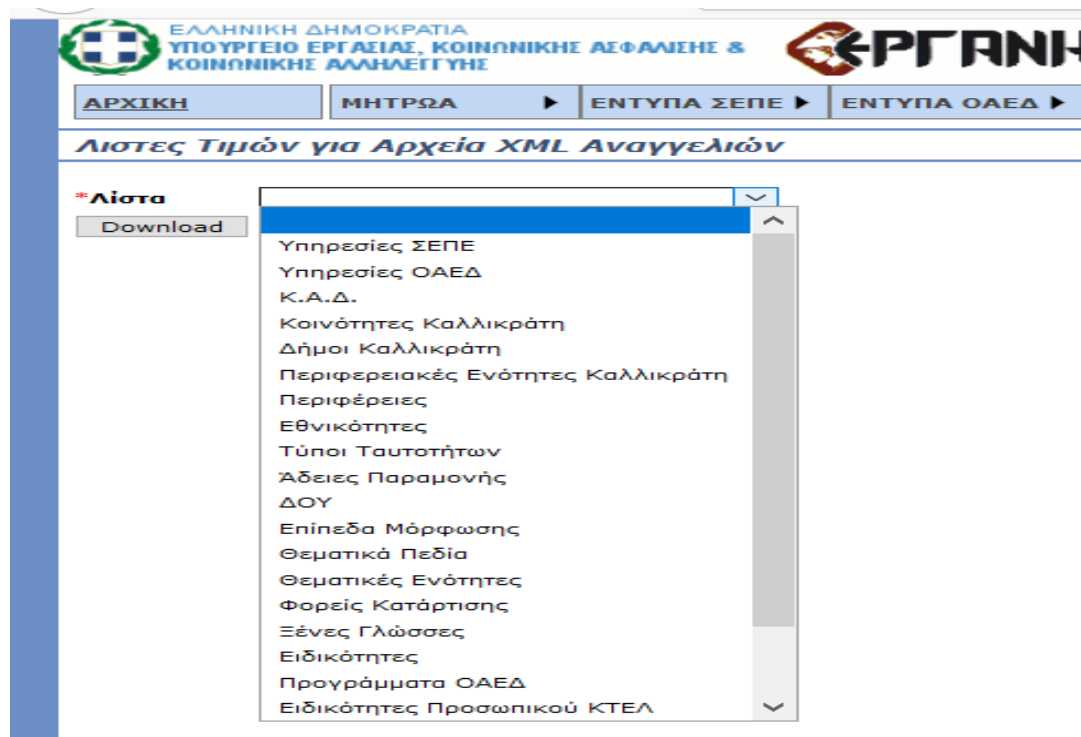 ΕΛΛΗΝΙΚΗ ΔΗΜΟΚΡΑΤΙΑ
ΥΠΟΥΡΓΕΙΟ ΕΡΓΑΣΙΑΣ, ΚΟΙΝΩΝΙΚΗΣ ΑΣΦΑΛΙΣΗΣ &
ΚΟΙΝΩΝΙΚΗΣ ΑΛΛΗΛΕΓΓΥΗΣ
ΕΡΓΑΝΗ
ΑΡΧΙΚΗ ΜΗΤΡΩΑ ΕΝΤΥΠΑ ΣΕΠΕ ΕΝΤΥΠΑ ΟΑΕΔ
Λιστες Τιμών για Αρχεία XML Αναγγελιών
*Λίστα
Download
Υπηρεσίες ΣΕΠΕ
Υπηρεσίες ΟΑΕΔ
Κ.Α.Δ.
Κοινότητες Καλλικράτη
Δήμοι Καλλικράτη
Περιφερειακές Ενότητες Καλλικράτη
Περιφέρειες
Εθνικότητες
Τύποι Ταυτοτήτων
Άδειες Παραμονής
ΔΟΥ
Επίπεδα Μόρφωσης
Θεματικά Πεδία
Θεματικές Ενότητες
Φορείς Κατάρτισης
Ξένες Γλώσσες
Ειδικότητες
Προγράμματα ΟΑΕΔ
Ειδικότητες Προσωπικού ΚΤΕΛ